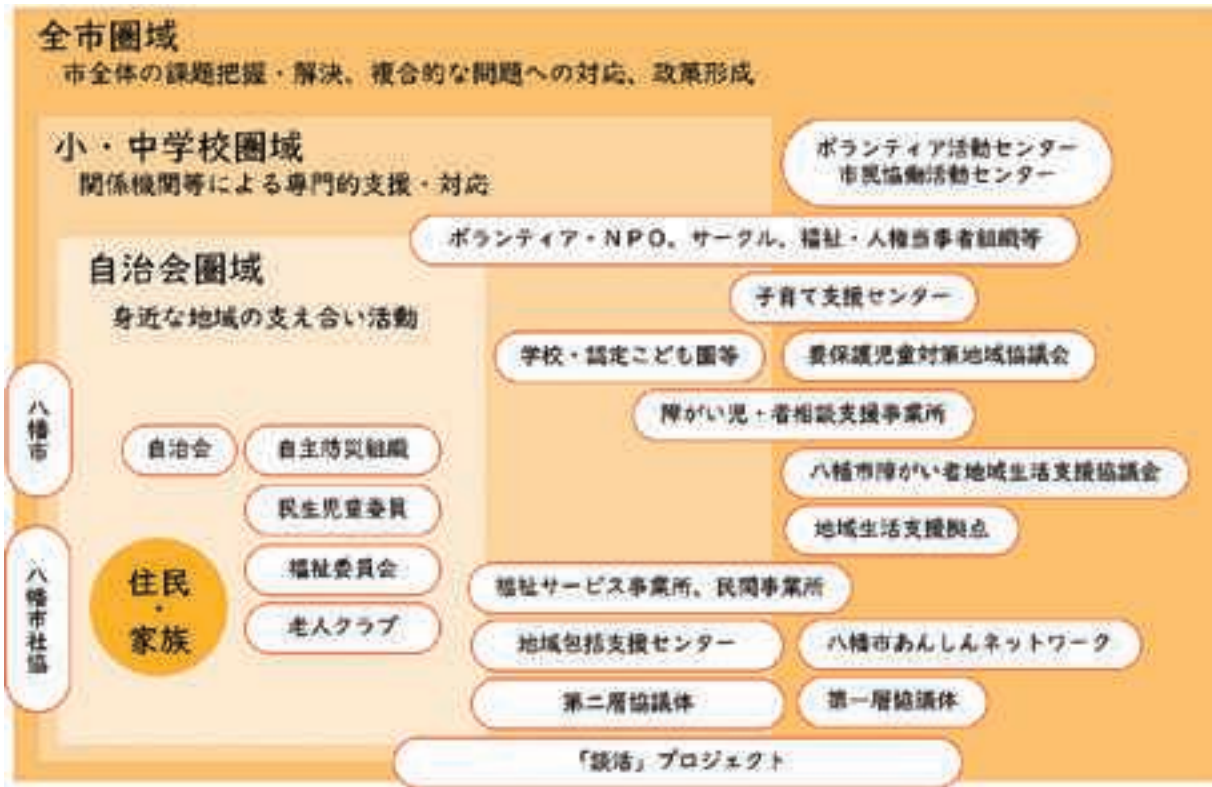 全市圏域
市全体の課題把握・解決、複合的な問題への対応、政策形成
小・中学校圏域
関係機関等による専門的支援・対応
ボランティア活動センター
市民協働活動センター
ボランティア・NPO、サークル、福祉・人権当事者組織等
自治会圏域
身近な地域の支え合い活動
子育て支援センター
学校・認定こども園等
要保護児童対策地域協議会
八幡市
障がい児・者相談支援事業所
自治会
自主防災組織
八幡市障がい者地域生活支援協議会
民生児童委員
地域生活支援拠点
八幡市社協
住民
・
家族
福祉委員会
福祉サービス事業所、民間事業所
老人クラブ
地域包括支援センター
八幡市あんしんネットワーク
第二層協議体
第一層協議体
「談活」プロジェクト